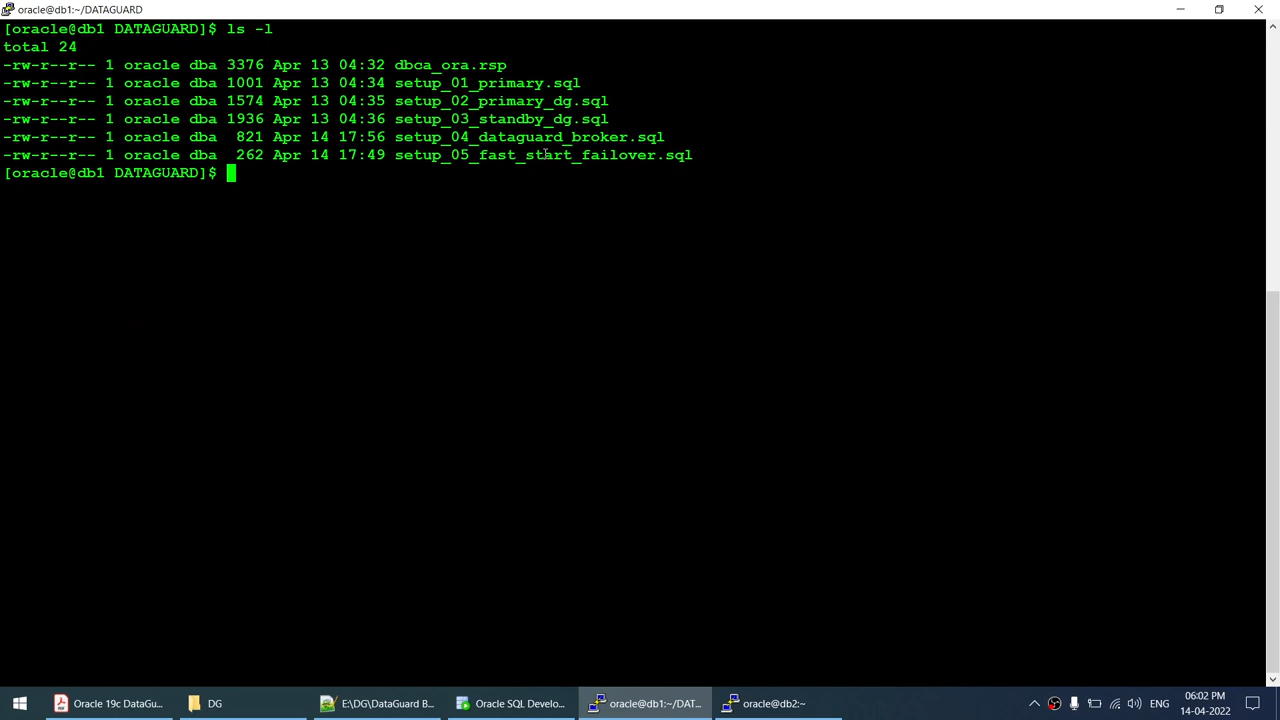 oracle@db1:~/DATAGUARD
[oracle@db1 DATAGUARD]$ ls -l
total 24
-rw-r--r-- 1 oracle dba 3376 Apr 13 04:32 dbca_ora.rsp
-rw-r--r-- 1 oracle dba 1001 Apr 13 04:34 setup_01_primary.sql
-rw-r--r-- 1 oracle dba 1574 Apr 13 04:35 setup_02_primary_dg.sql
-rw-r--r-- 1 oracle dba 1936 Apr 13 04:36 setup_03_standby_dg.sql
-rw-r--r-- 1 oracle dba  821 Apr 14 17:56 setup_04_dataguard_broker.sql
-rw-r--r-- 1 oracle dba  262 Apr 14 17:49 setup_05_fast_start_failover.sql
[oracle@db1 DATAGUARD]$
Oracle 19c DataGu... DG E:\DG\DataGuard B... Oracle SQL Develo... oracle@db1:~/DAT... oracle@db2:~ ENG 06:02 PM
14-04-2022